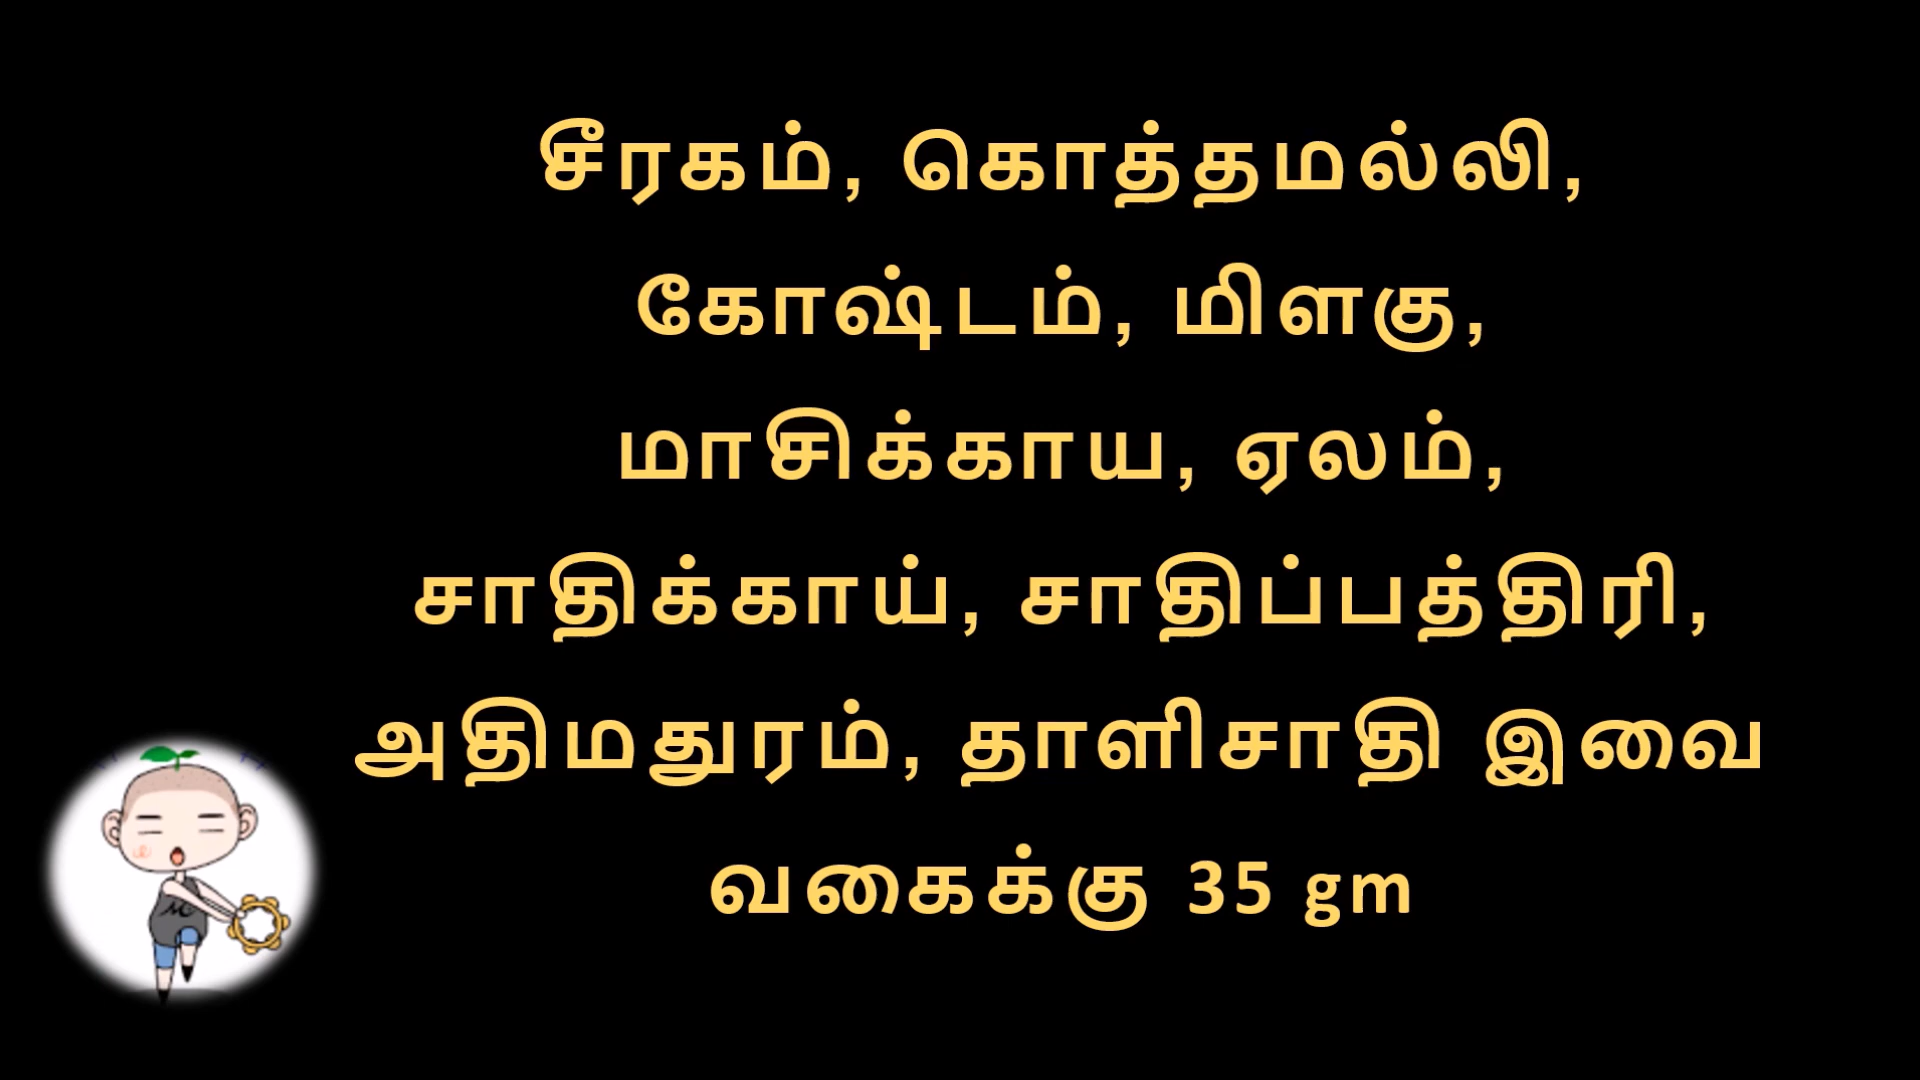 சீரகம், கொத்தமல்லி,
கோஷ்டம், மிளகு,
மாசிக்காய, ஏலம்,
சாதிக்காய், சாதிப்பத்திரி,
அதிமதுரம், தாளிசாதி இவை
வகைக்கு 35 gm